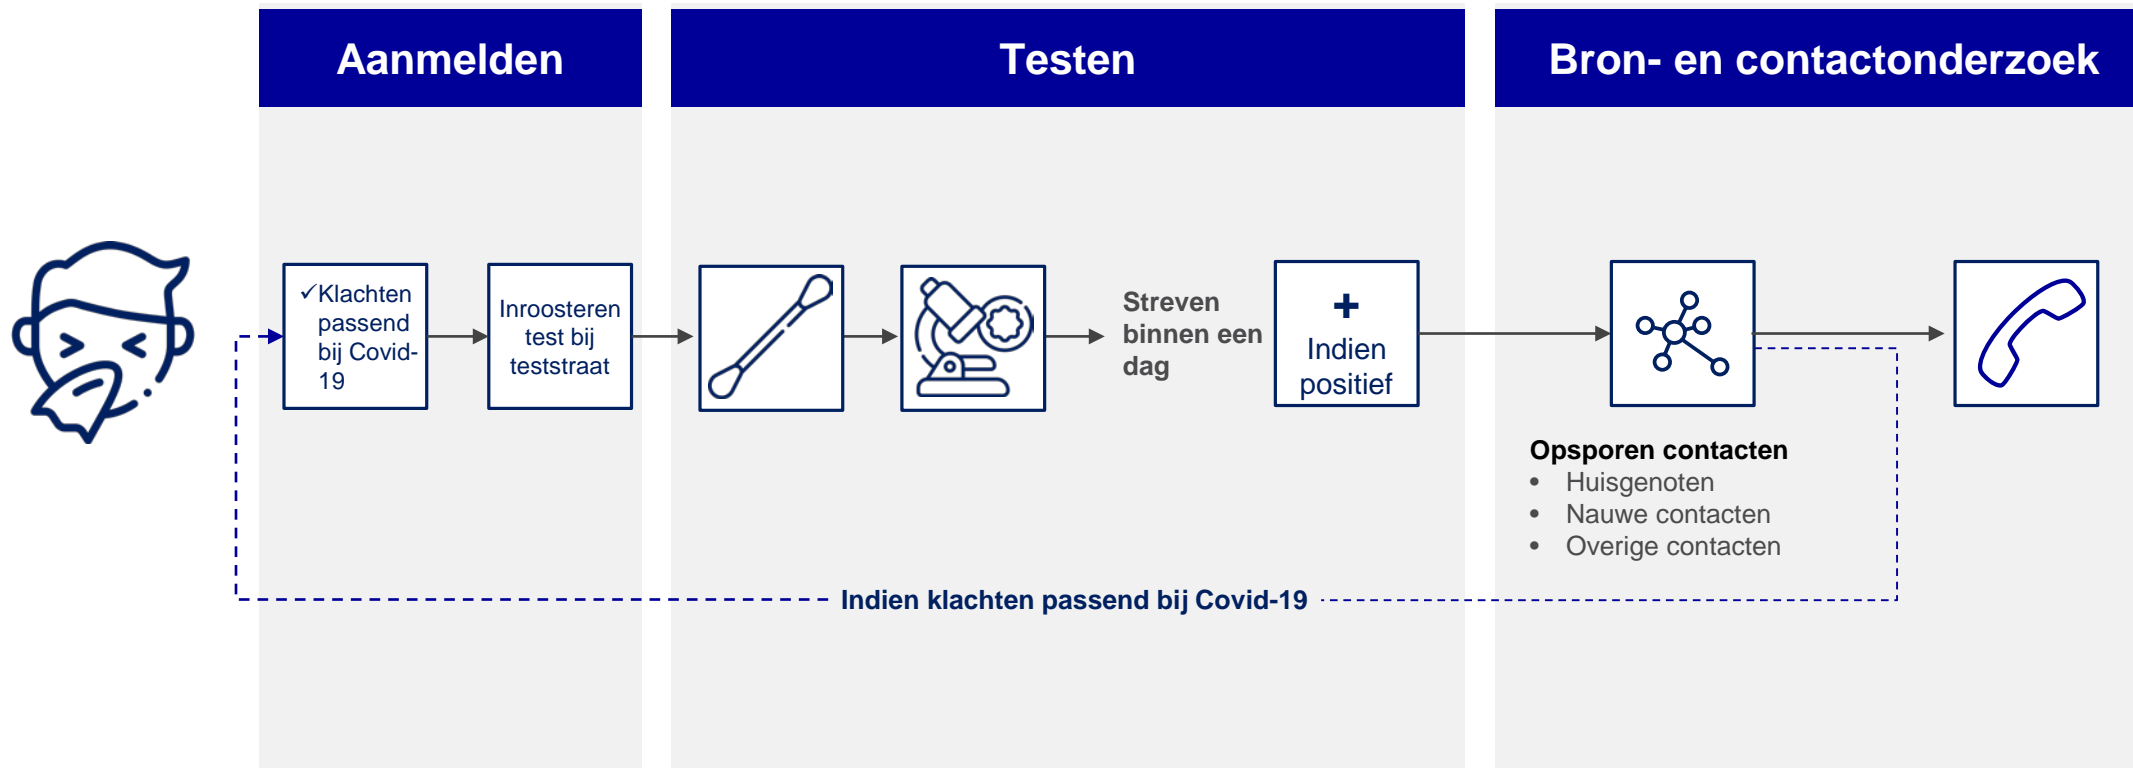 Aanmelden
Testen
Bron- en contactonderzoek
✓Klachten
passend
bij Covid-
19
Inroosteren
test bij
teststraat
Streven
binnen een
dag
+
Indien
positief
Opsporen contacten
• Huisgenoten
• Nauwe contacten
• Overige contacten
Indien klachten passend bij Covid-19